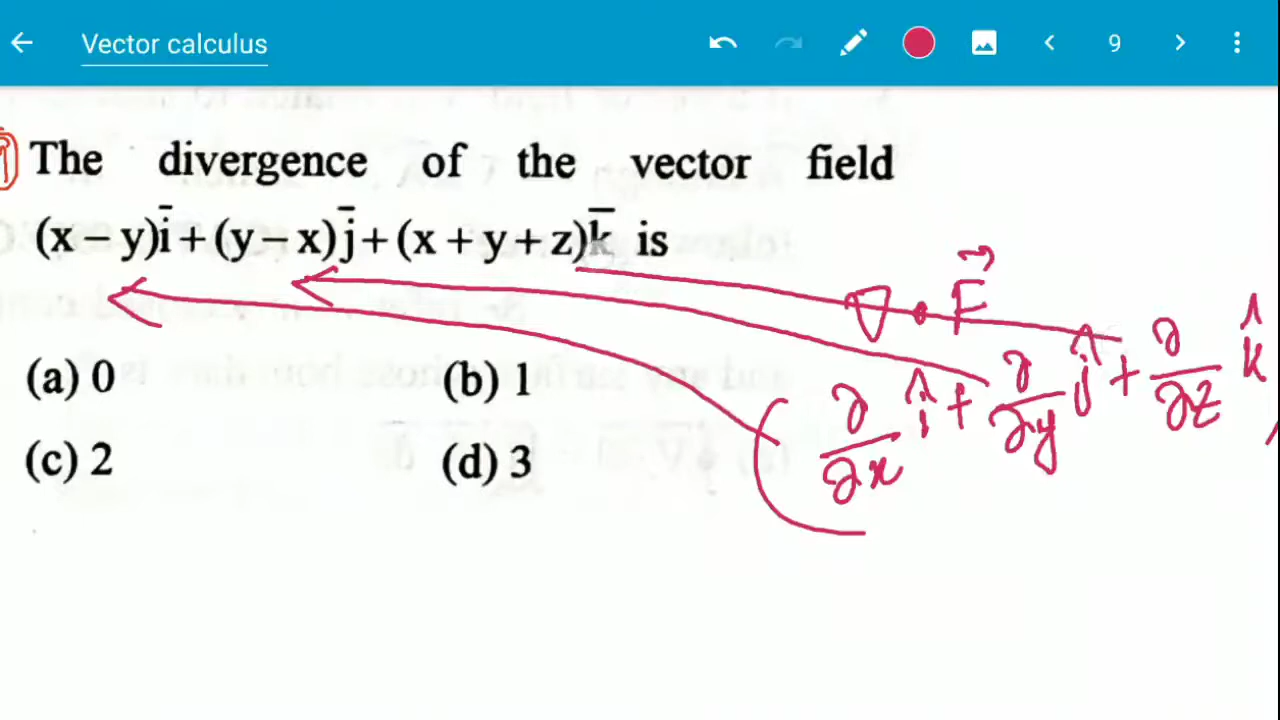 Vector calculus 9
The divergence of the vector field
(x – y)i̅ + (y – x)j̅ + (x + y + z)k̅ is
∇ • F⃗
(a) 0 (b) 1
∂/∂x î + ∂/∂y ĵ + ∂/∂z k̂
(c) 2 (d) 3